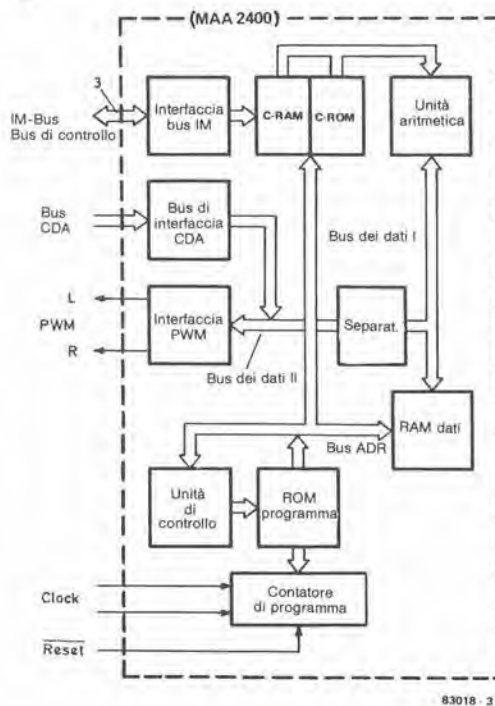 (MAA 2400)
3
IM-Bus
Bus di controllo
Interfaccia
bus IM
C-RAM
C-ROM
Unità
aritmetica
Bus
CDA
Bus di
interfaccia
CDA
Bus dei dati I
L
PWM
R
Interfaccia
PWM
Separat.
Bus dei dati II
RAM dati
Bus ADR
Unità
di
controllo
ROM
programma
Clock
Contatore
di programma
Reset
83018 - 3